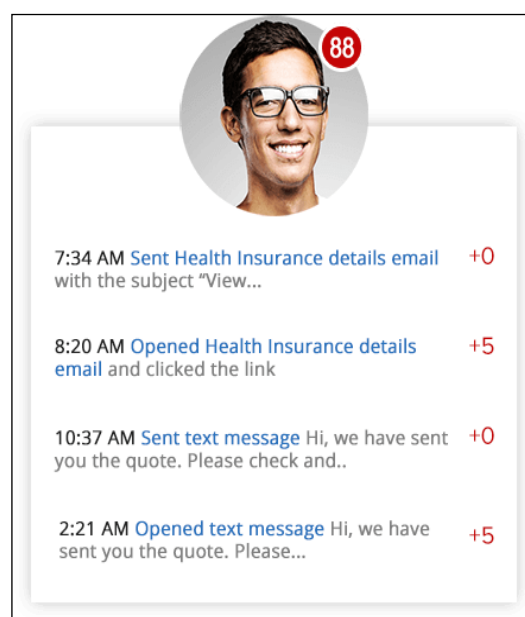 88
7:34 AM Sent Health Insurance details email +0
with the subject “View...
8:20 AM Opened Health Insurance details +5
email and clicked the link
10:37 AM Sent text message Hi, we have sent +0
you the quote. Please check and..
2:21 AM Opened text message Hi, we have +5
sent you the quote. Please...